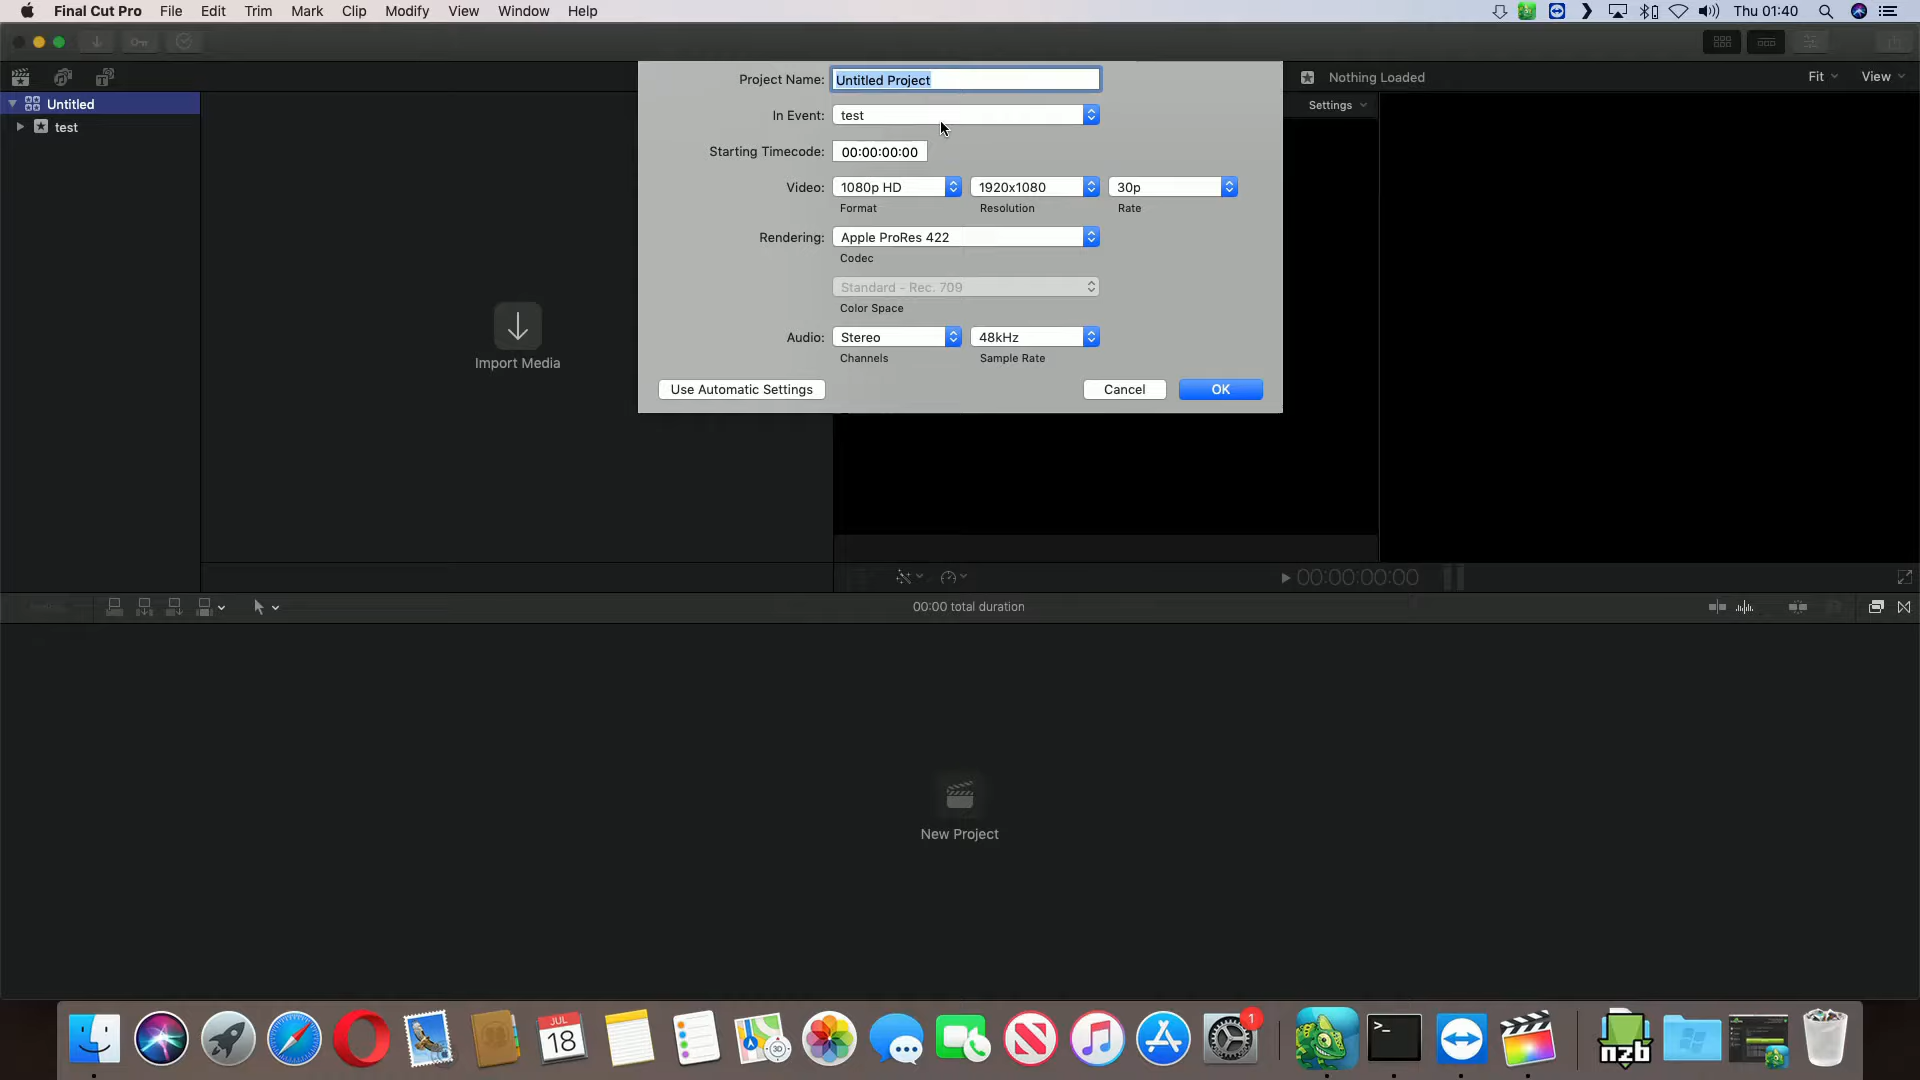 Final Cut Pro File Edit Trim Mark Clip Modify View Window Help Thu 01:40
Project Name: Untitled Project
Nothing Loaded Fit View
Untitled
In Event: test
Settings
test
Starting Timecode: 00:00:00:00
Video: 1080p HD 1920x1080 30p
Format Resolution Rate
Rendering: Apple ProRes 422
Codec
Standard - Rec. 709
Color Space
Audio: Stereo 48kHz
Channels Sample Rate
Import Media
Use Automatic Settings Cancel OK
00:00:00:00
00:00 total duration
New Project
JUL
18
3D
1
>_
nzb